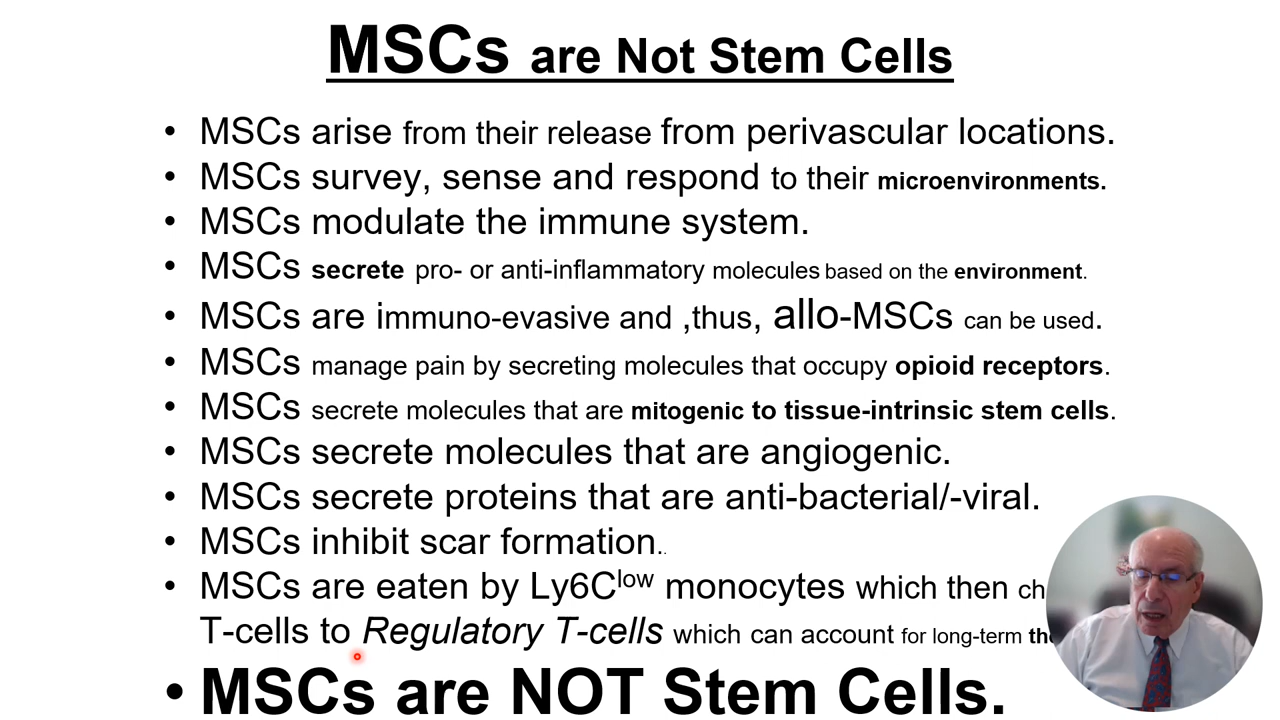 MSCs are Not Stem Cells
• MSCs arise from their release from perivascular locations.
• MSCs survey, sense and respond to their microenvironments.
• MSCs modulate the immune system.
• MSCs secrete pro- or anti-inflammatory molecules based on the environment.
• MSCs are immuno-evasive and ,thus, allo-MSCs can be used.
• MSCs manage pain by secreting molecules that occupy opioid receptors.
• MSCs secrete molecules that are mitogenic to tissue-intrinsic stem cells.
• MSCs secrete molecules that are angiogenic.
• MSCs secrete proteins that are anti-bacterial/-viral.
• MSCs inhibit scar formation..
• MSCs are eaten by Ly6Clow monocytes which then
T-cells to Regulatory T-cells which can account for long-term
• MSCs are NOT Stem Cells.